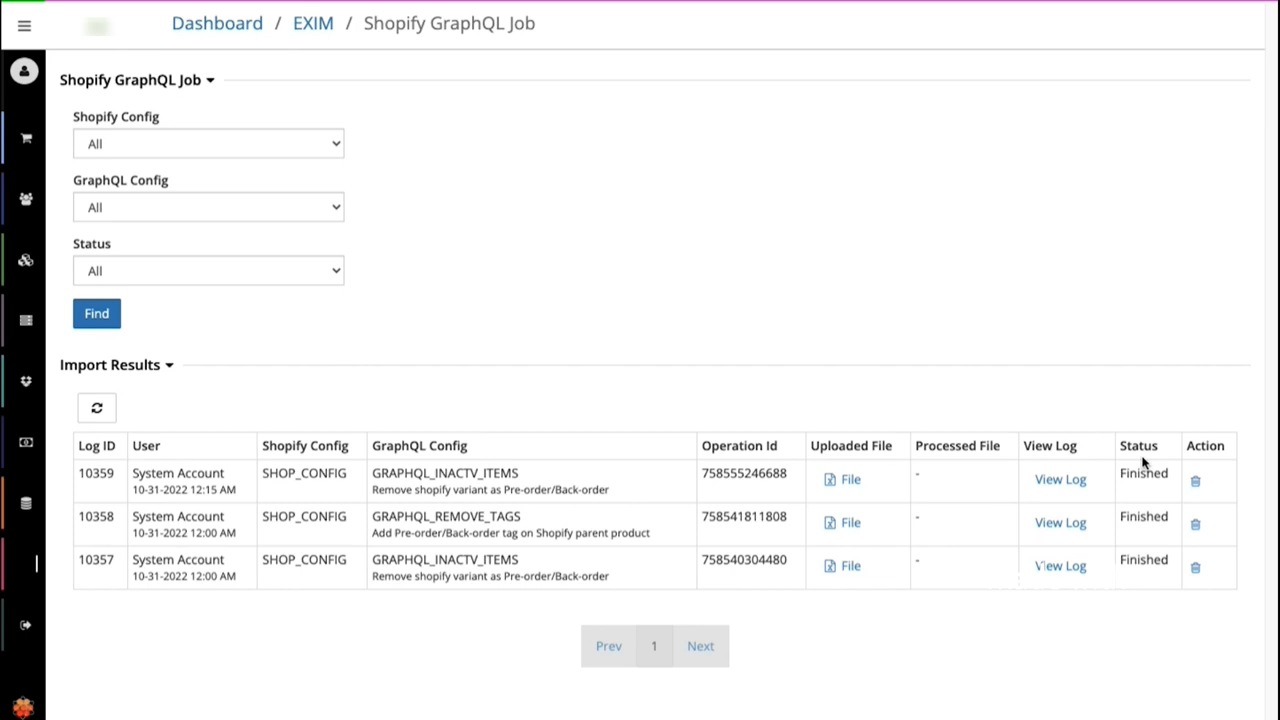 Dashboard / EXIM / Shopify GraphQL Job
Shopify GraphQL Job
Shopify Config
All
GraphQL Config
All
Status
All
Find
Import Results
Log ID User Shopify Config GraphQL Config Operation Id Uploaded File Processed File View Log Status Action
10359 System Account SHOP_CONFIG GRAPHQL_INACTV_ITEMS 758555246688 File - View Log Finished
10-31-2022 12:15 AM Remove shopify variant as Pre-order/Back-order
10358 System Account SHOP_CONFIG GRAPHQL_REMOVE_TAGS 758541811808 File - View Log Finished
10-31-2022 12:00 AM Add Pre-order/Back-order tag on Shopify parent product
10357 System Account SHOP_CONFIG GRAPHQL_INACTV_ITEMS 758540304480 File - View Log Finished
10-31-2022 12:00 AM Remove shopify variant as Pre-order/Back-order
Prev 1 Next